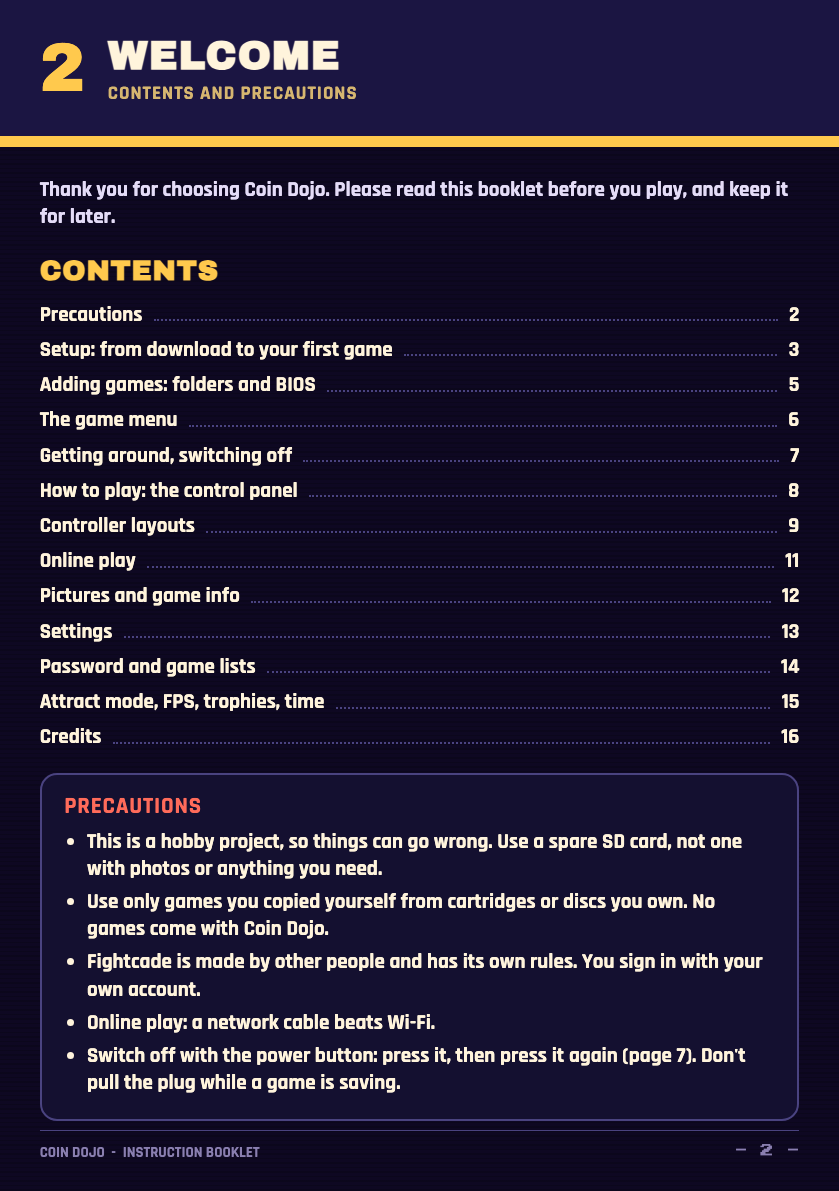 2
WELCOME
CONTENTS AND PRECAUTIONS
Thank you for choosing Coin Dojo. Please read this booklet before you play, and keep it
for later.
CONTENTS
Precautions 2
Setup: from download to your first game 3
Adding games: folders and BIOS 5
The game menu 6
Getting around, switching off 7
How to play: the control panel 8
Controller layouts 9
Online play 11
Pictures and game info 12
Settings 13
Password and game lists 14
Attract mode, FPS, trophies, time 15
Credits 16
PRECAUTIONS
• This is a hobby project, so things can go wrong. Use a spare SD card, not one
with photos or anything you need.
• Use only games you copied yourself from cartridges or discs you own. No
games come with Coin Dojo.
• Fightcade is made by other people and has its own rules. You sign in with your
own account.
• Online play: a network cable beats Wi-Fi.
• Switch off with the power button: press it, then press it again (page 7). Don't
pull the plug while a game is saving.
COIN DOJO - INSTRUCTION BOOKLET
– 2 –